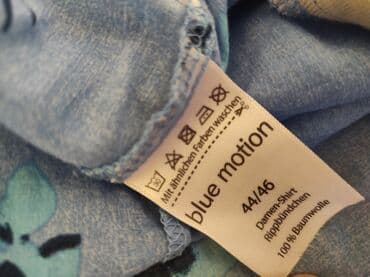 Mit ähnlichen Farben waschen
blue motion
44/46
Damen-Shirt
Rippbündchen
100 % Baumwolle